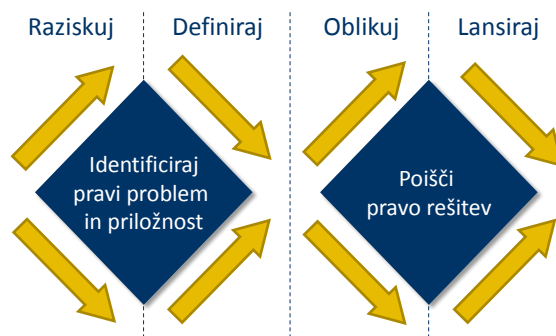 Raziskuj
Definiraj
Oblikuj
Lansiraj
Identificiraj
pravi problem
in priložnost
Poišči
pravo rešitev